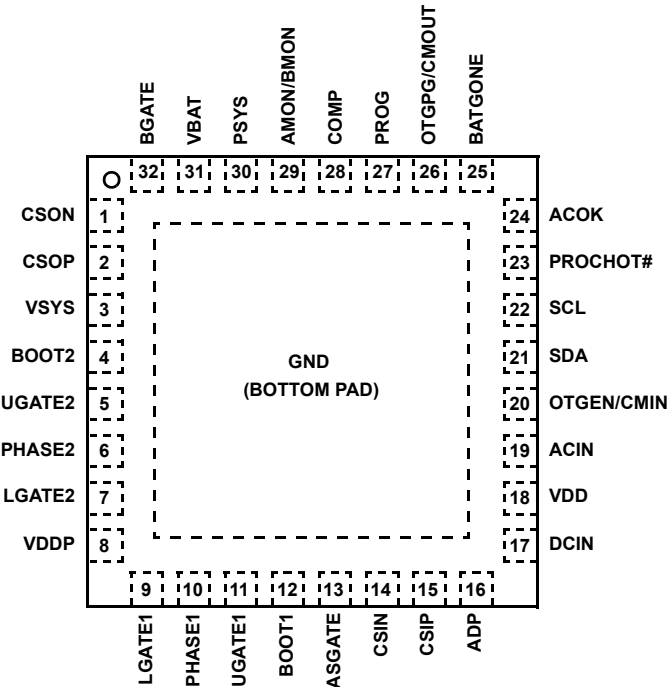 BGATE
VBAT
PSYS
AMON/BMON
COMP
PROG
OTGPG/CMOUT
BATGONE
32 31 30 29 28 27 26 25
CSON 1
24 ACOK
CSOP 2
23 PROCHOT#
VSYS 3
22 SCL
BOOT2 4
21 SDA
UGATE2 5
20 OTGEN/CMIN
PHASE2 6
19 ACIN
LGATE2 7
18 VDD
VDDP 8
17 DCIN
GND
(BOTTOM PAD)
9 10 11 12 13 14 15 16
LGATE1
PHASE1
UGATE1
BOOT1
ASGATE
CSIN
CSIP
ADP